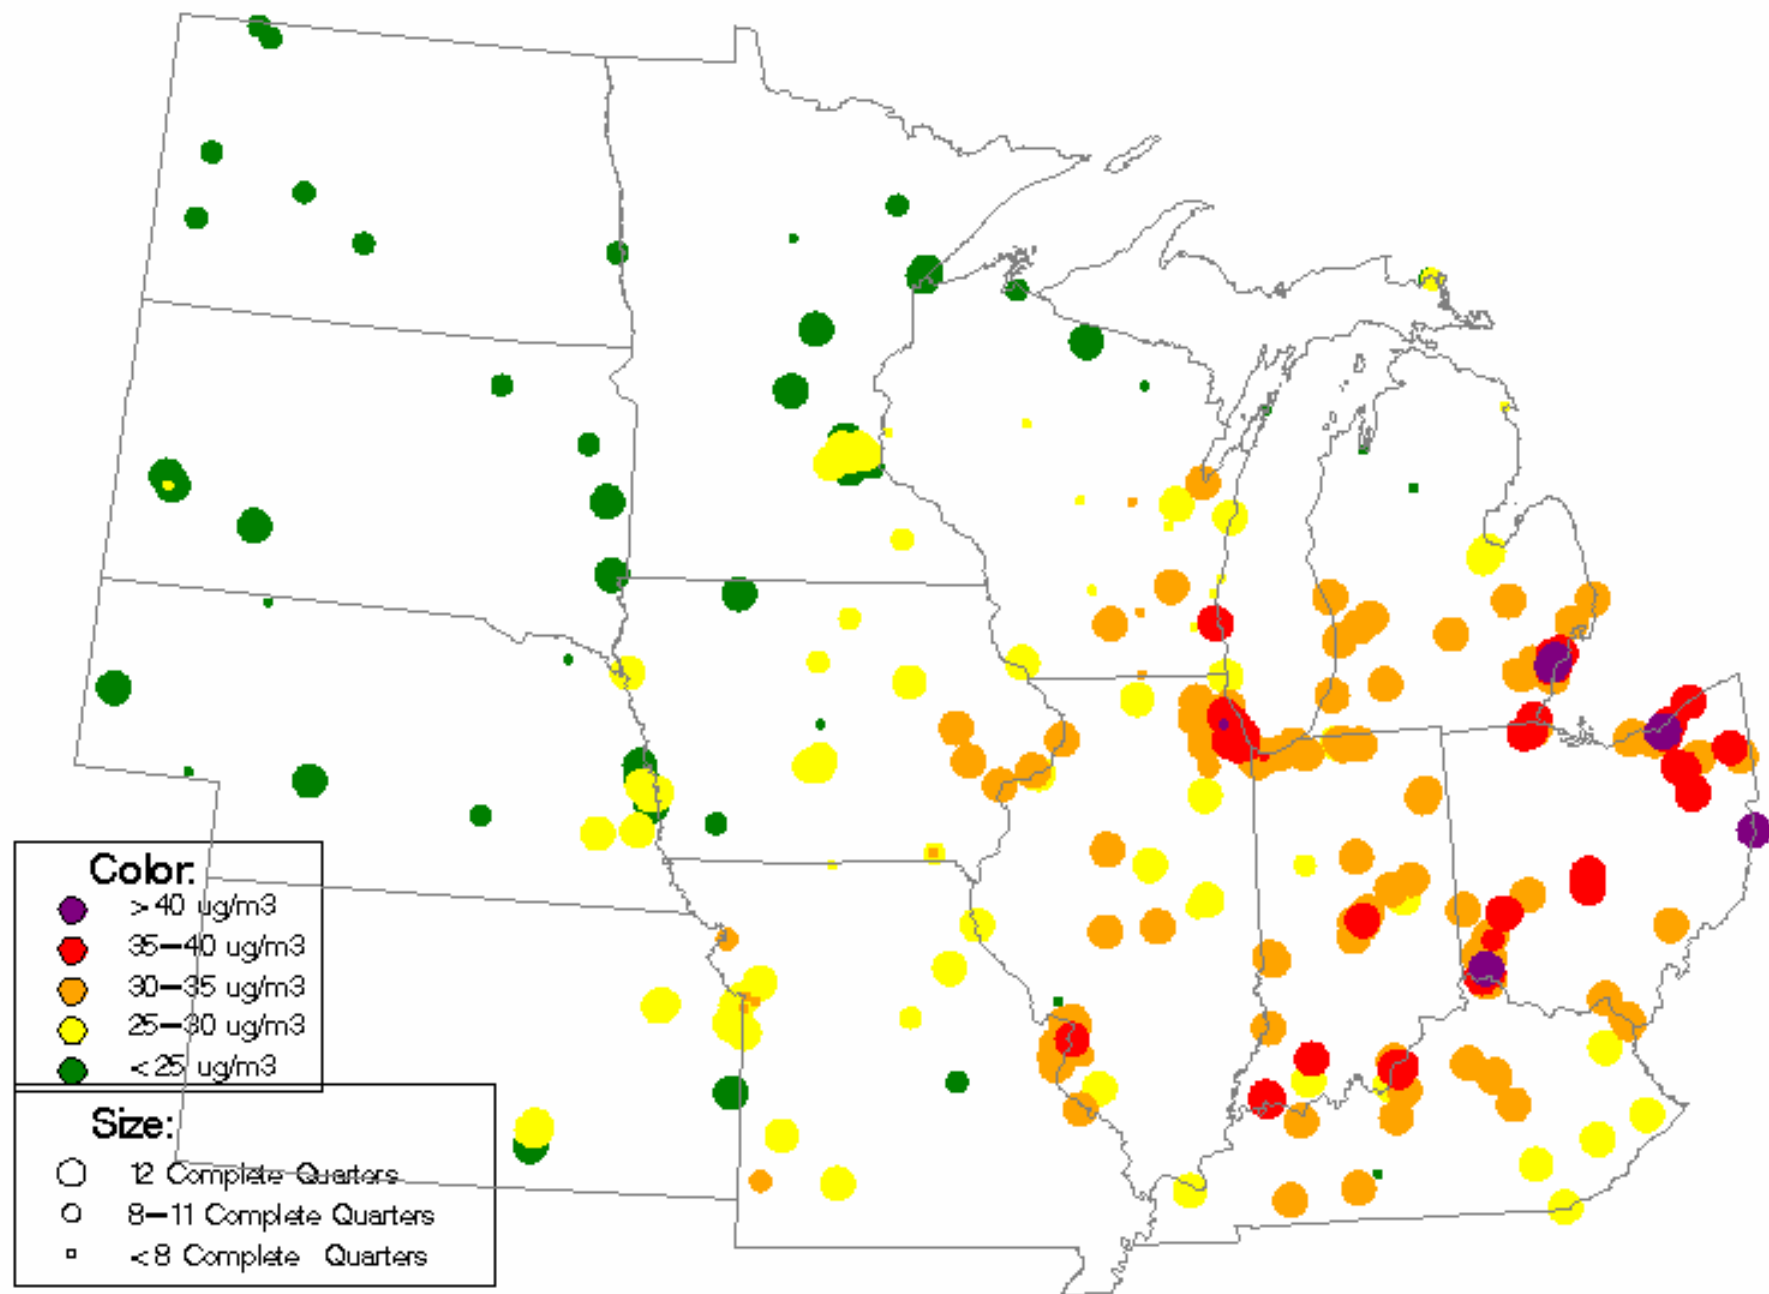 Color:
>40 ug/m3
35-40 ug/m3
30-35 ug/m3
25-30 ug/m3
<25 ug/m3
Size:
12 Complete Quarters
8-11 Complete Quarters
<8 Complete Quarters